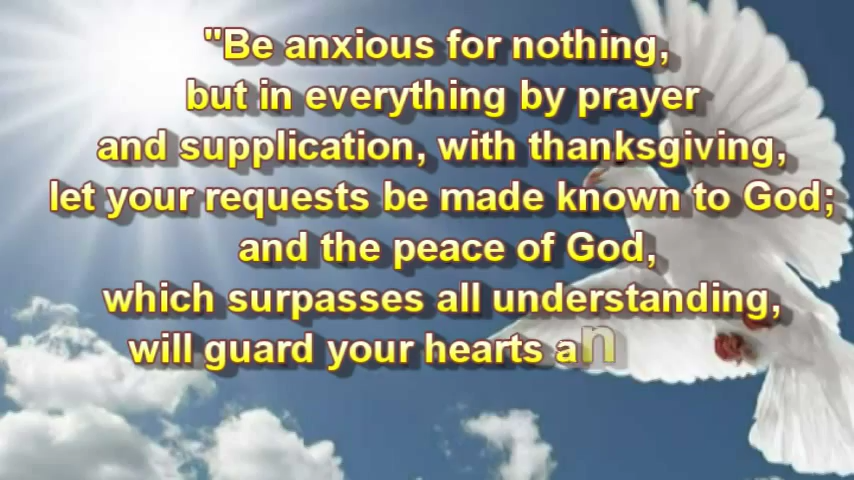 "Be anxious for nothing,
but in everything by prayer
and supplication, with thanksgiving,
let your requests be made known to God;
and the peace of God,
which surpasses all understanding,
will guard your hearts an